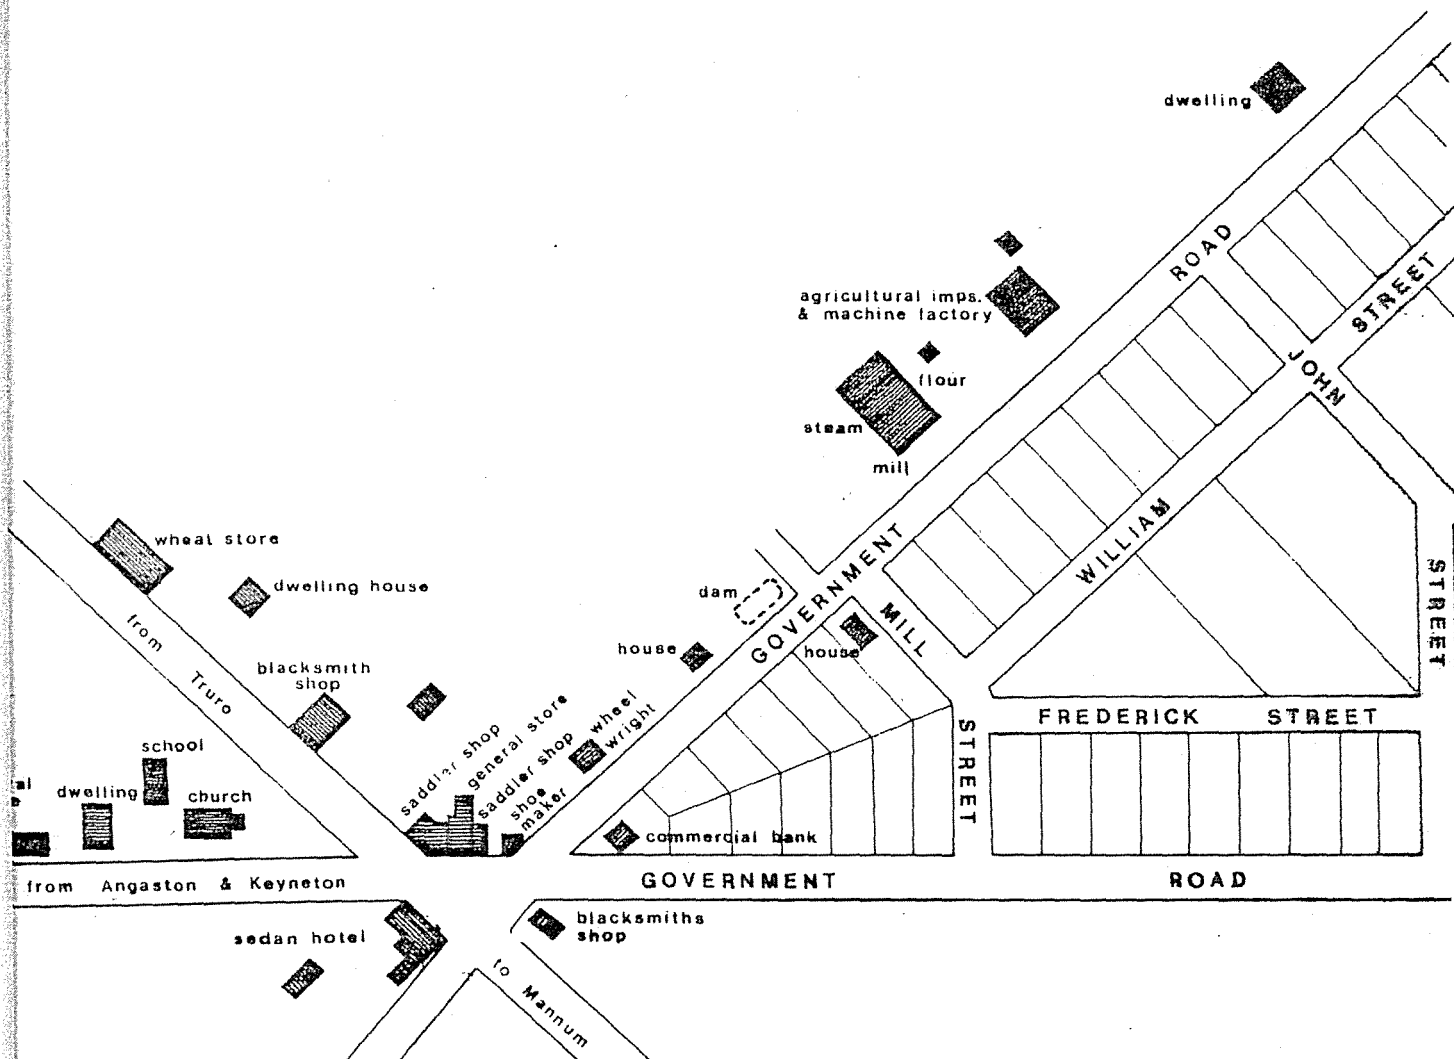 dwelling
ROAD
STREET
agricultural imps.
& machine factory
JOHN
flour
steam
mill
WILLIAM
wheat store
GOVERNMENT
dwelling house
dam
STREET
MILL
from
house
house
Truro
blacksmith
shop
wheel
wright
saddler shop
general store
saddler shop
shoe
maker
FREDERICK STREET
STREET
school
al
e
dwelling
church
commercial bank
from Angaston & Keyneton
GOVERNMENT ROAD
sedan hotel
blacksmiths
shop
to
Mannum